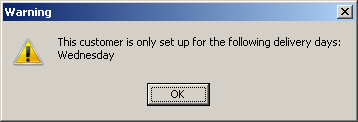 Warning
This customer is only set up for the following delivery days:
Wednesday
OK